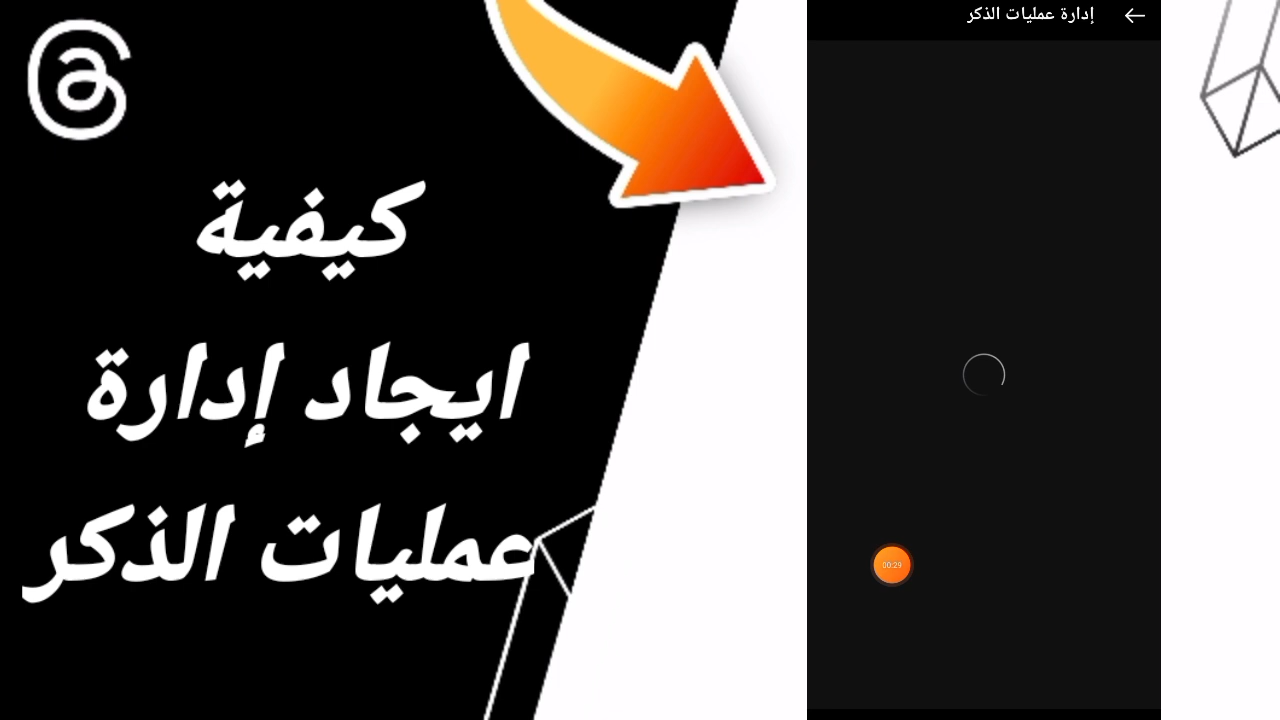 كيفية
ايجاد إدارة
عمليات الذكر
إدارة عمليات الذكر
00:29